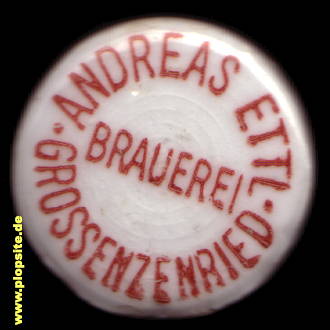 ANDREAS ETTL
BRAUEREI
· GROSSENZENRIED ·
www.plopsite.de